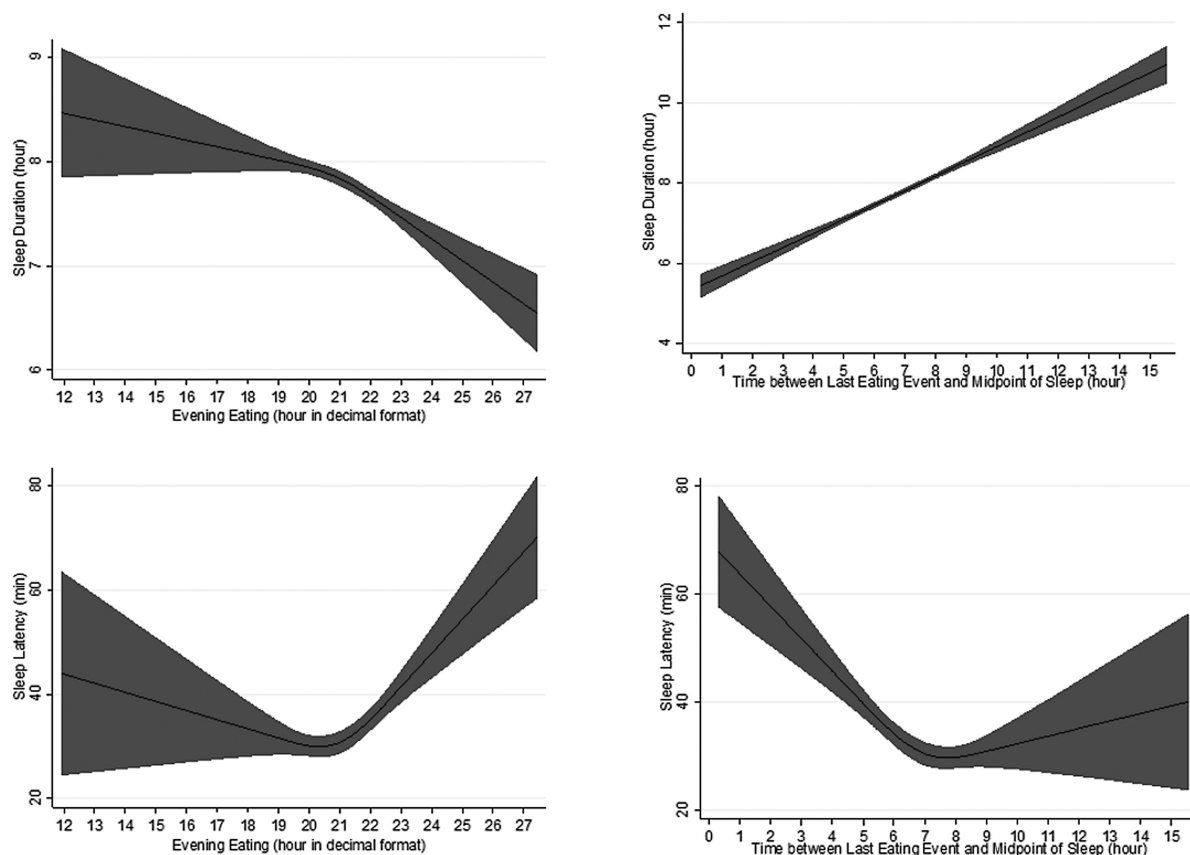 9
8
7
6
Sleep Duration (hour)
12 13 14 15 16 17 18 19 20 21 22 23 24 25 26 27
Evening Eating (hour in decimal format)
12
10
8
6
4
Sleep Duration (hour)
0 1 2 3 4 5 6 7 8 9 10 11 12 13 14 15
Time between Last Eating Event and Midpoint of Sleep (hour)
80
60
40
20
Sleep Latency (min)
12 13 14 15 16 17 18 19 20 21 22 23 24 25 26 27
Evening Eating (hour in decimal format)
80
60
40
20
Sleep Latency (min)
0 1 2 3 4 5 6 7 8 9 10 11 12 13 14 15
Time between Last Eating Event and Midpoint of Sleep (hour)